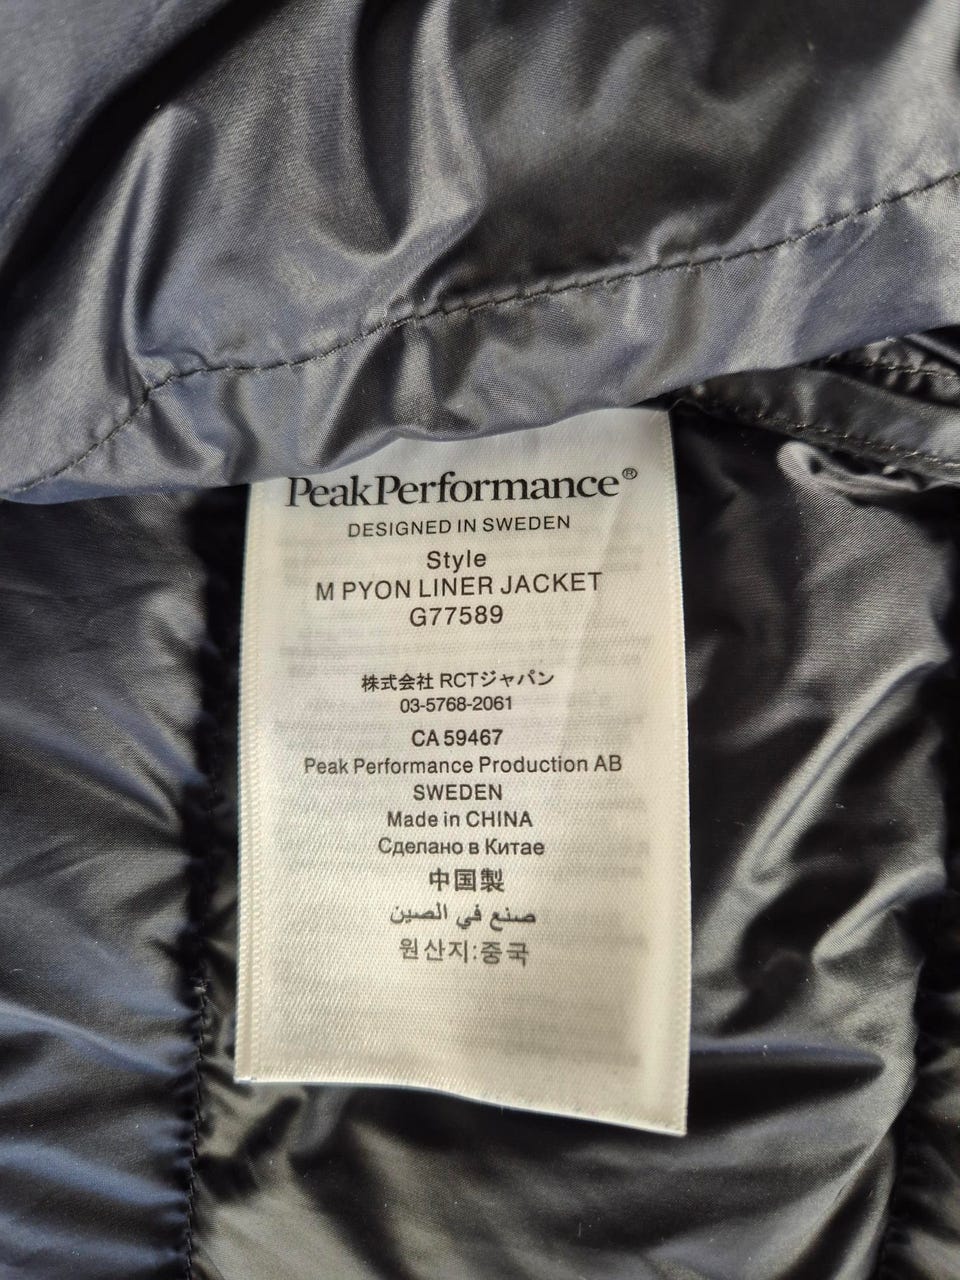 PeakPerformance®
DESIGNED IN SWEDEN
Style
M PYON LINER JACKET
G77589
株式会社 RCTジャパン
03-5768-2061
CA 59467
Peak Performance Production AB
SWEDEN
Made in CHINA
Сделано в Китае
中国製
صنع في الصين
원산지:중국